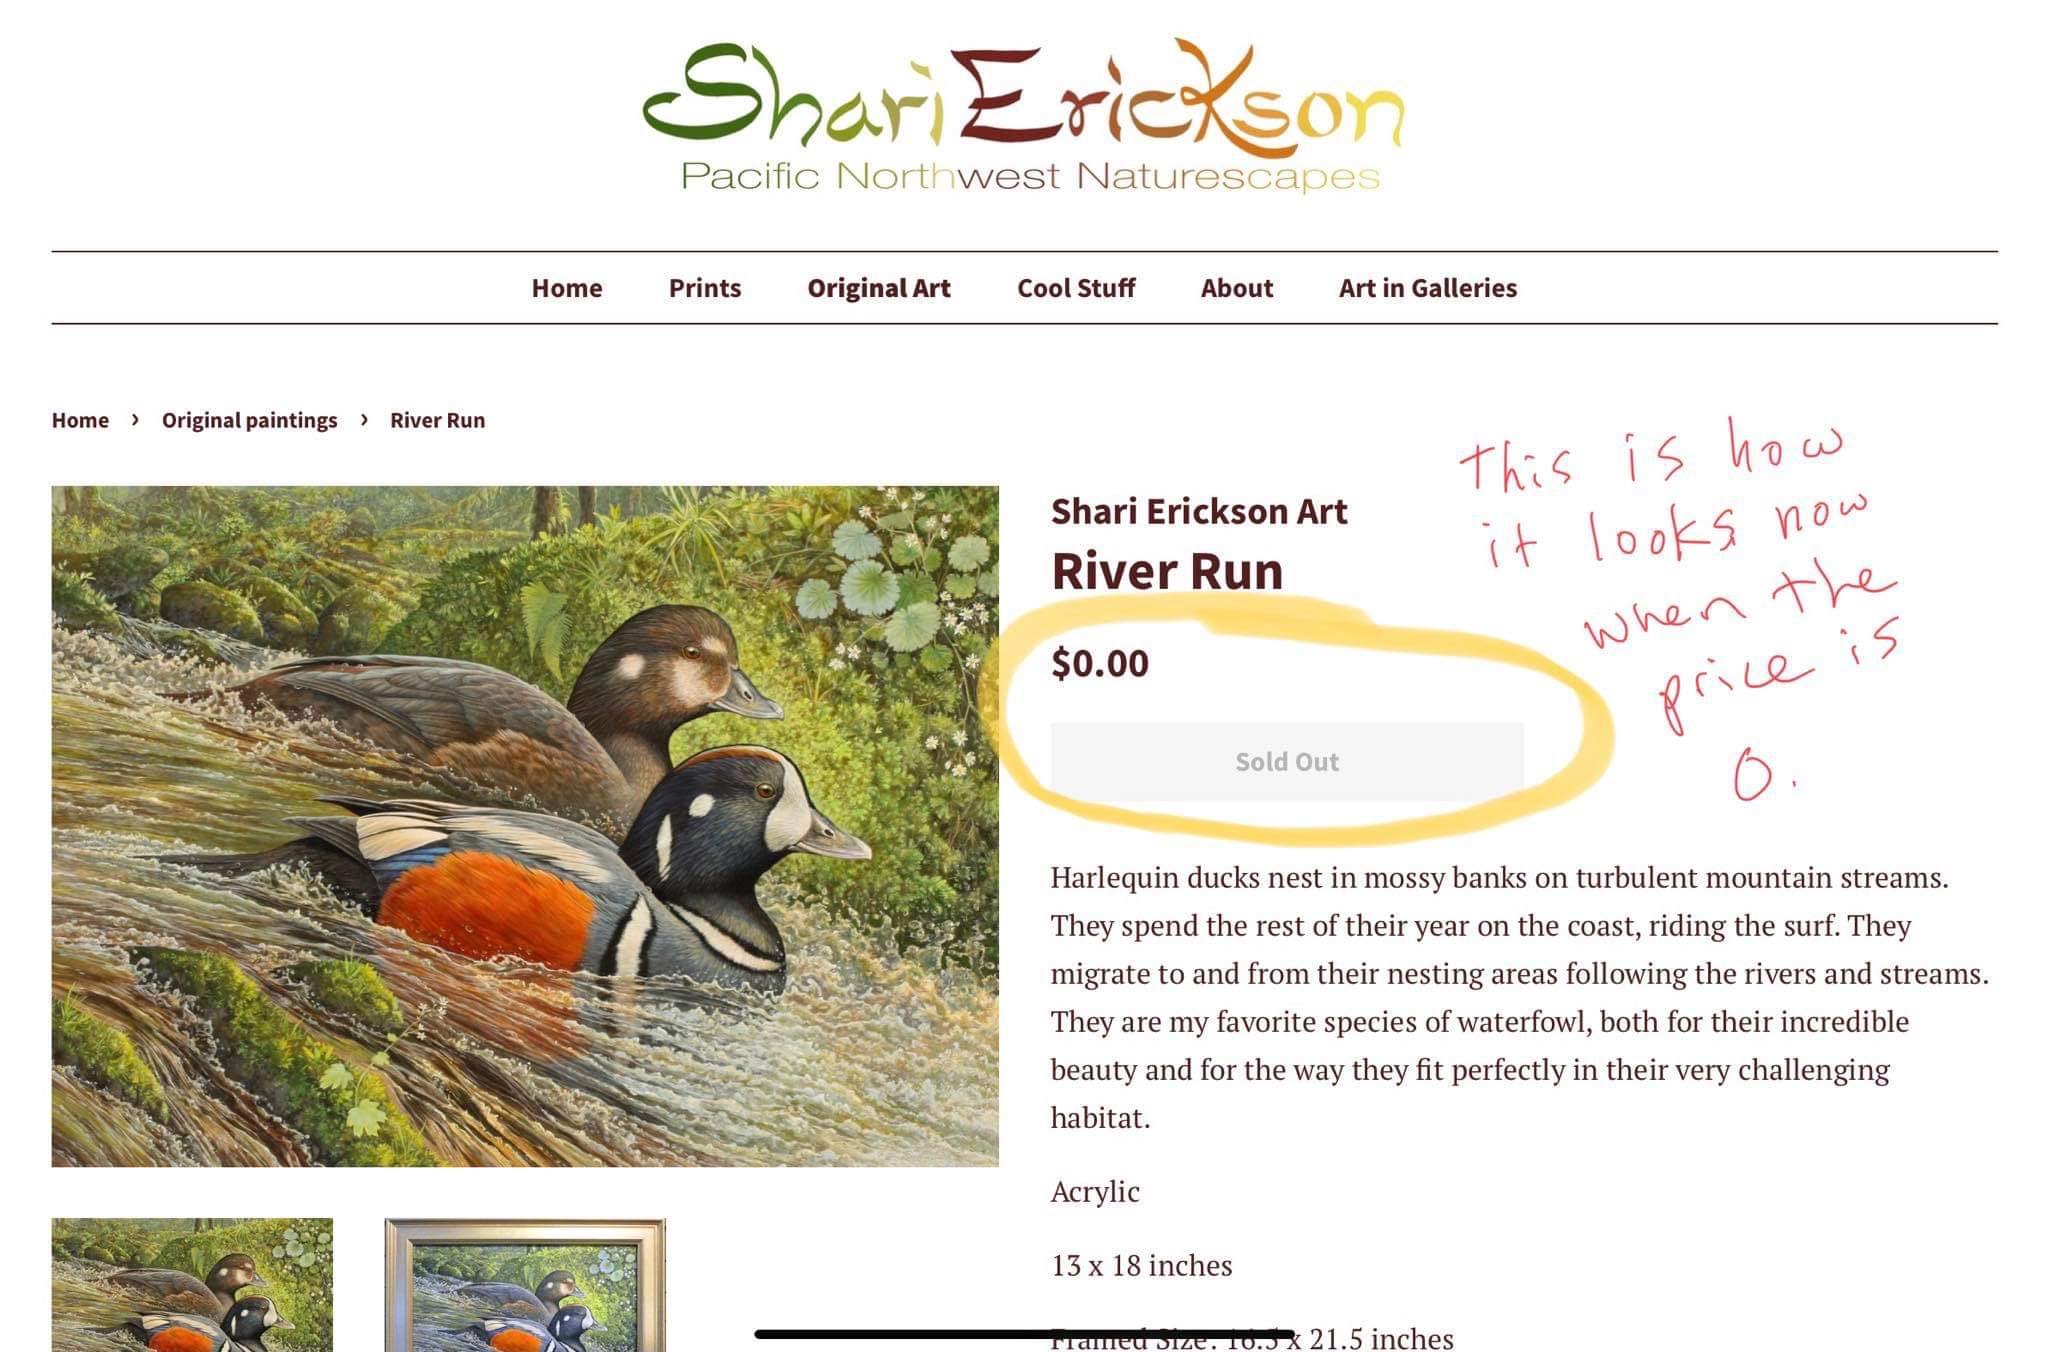 Shari Erickson
Pacific Northwest Naturescapes
Home Prints Original Art Cool Stuff About Art in Galleries
Home › Original paintings › River Run
This is how
it looks now
when the
price is
0.
Shari Erickson Art
River Run
$0.00
Sold Out
Harlequin ducks nest in mossy banks on turbulent mountain streams.
They spend the rest of their year on the coast, riding the surf. They
migrate to and from their nesting areas following the rivers and streams.
They are my favorite species of waterfowl, both for their incredible
beauty and for the way they fit perfectly in their very challenging
habitat.
Acrylic
13 x 18 inches
Framed Size: 16.5 x 21.5 inches